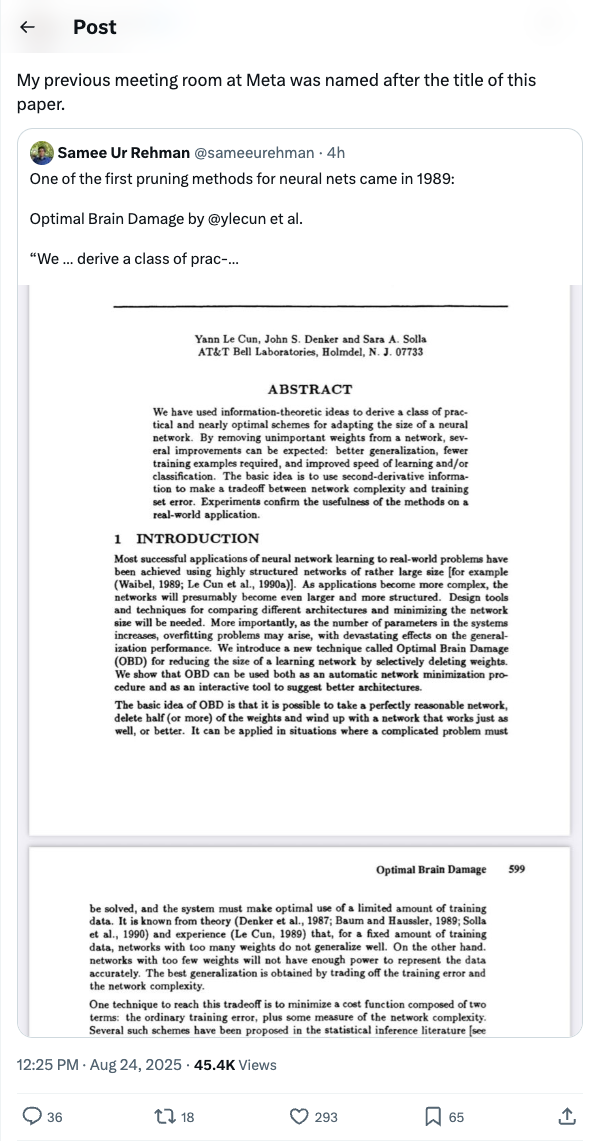 Post
My previous meeting room at Meta was named after the title of this
paper.
Samee Ur Rehman @sameeurehman · 4h
One of the first pruning methods for neural nets came in 1989:
Optimal Brain Damage by @ylecun et al.
“We ... derive a class of prac-...
Yann Le Cun, John S. Denker and Sara A. Solla
AT&T Bell Laboratories, Holmdel, N. J. 07733
ABSTRACT
We have used information-theoretic ideas to derive a class of prac-
tical and nearly optimal schemes for adapting the size of a neural
network. By removing unimportant weights from a network, sev-
eral improvements can be expected: better generalization, fewer
training examples required, and improved speed of learning and/or
classification. The basic idea is to use second-derivative informa-
tion to make a tradeoff between network complexity and training
set error. Experiments confirm the usefulness of the methods on a
real-world application.
1 INTRODUCTION
Most successful applications of neural network learning to real-world problems have
been achieved using highly structured networks of rather large size [for example
(Waibel, 1989; Le Cun et al., 1990a)]. As applications become more complex, the
networks will presumably become even larger and more structured. Design tools
and techniques for comparing different architectures and minimizing the network
size will be needed. More importantly, as the number of parameters in the systems
increases, overfitting problems may arise, with devastating effects on the general-
ization performance. We introduce a new technique called Optimal Brain Damage
(OBD) for reducing the size of a learning network by selectively deleting weights.
We show that OBD can be used both as an automatic network minimization pro-
cedure and as an interactive tool to suggest better architectures.
The basic idea of OBD is that it is possible to take a perfectly reasonable network,
delete half (or more) of the weights and wind up with a network that works just as
well, or better. It can be applied in situations where a complicated problem must
Optimal Brain Damage 599
be solved, and the system must make optimal use of a limited amount of training
data. It is known from theory (Denker et al., 1987; Baum and Haussler, 1989; Solla
et al., 1990) and experience (Le Cun, 1989) that, for a fixed amount of training
data, networks with too many weights do not generalize well. On the other hand.
networks with too few weights will not have enough power to represent the data
accurately. The best generalization is obtained by trading off the training error and
the network complexity.
One technique to reach this tradeoff is to minimize a cost function composed of two
terms: the ordinary training error, plus some measure of the network complexity.
Several such schemes have been proposed in the statistical inference literature [see
12:25 PM · Aug 24, 2025 · 45.4K Views
36 18 293 65